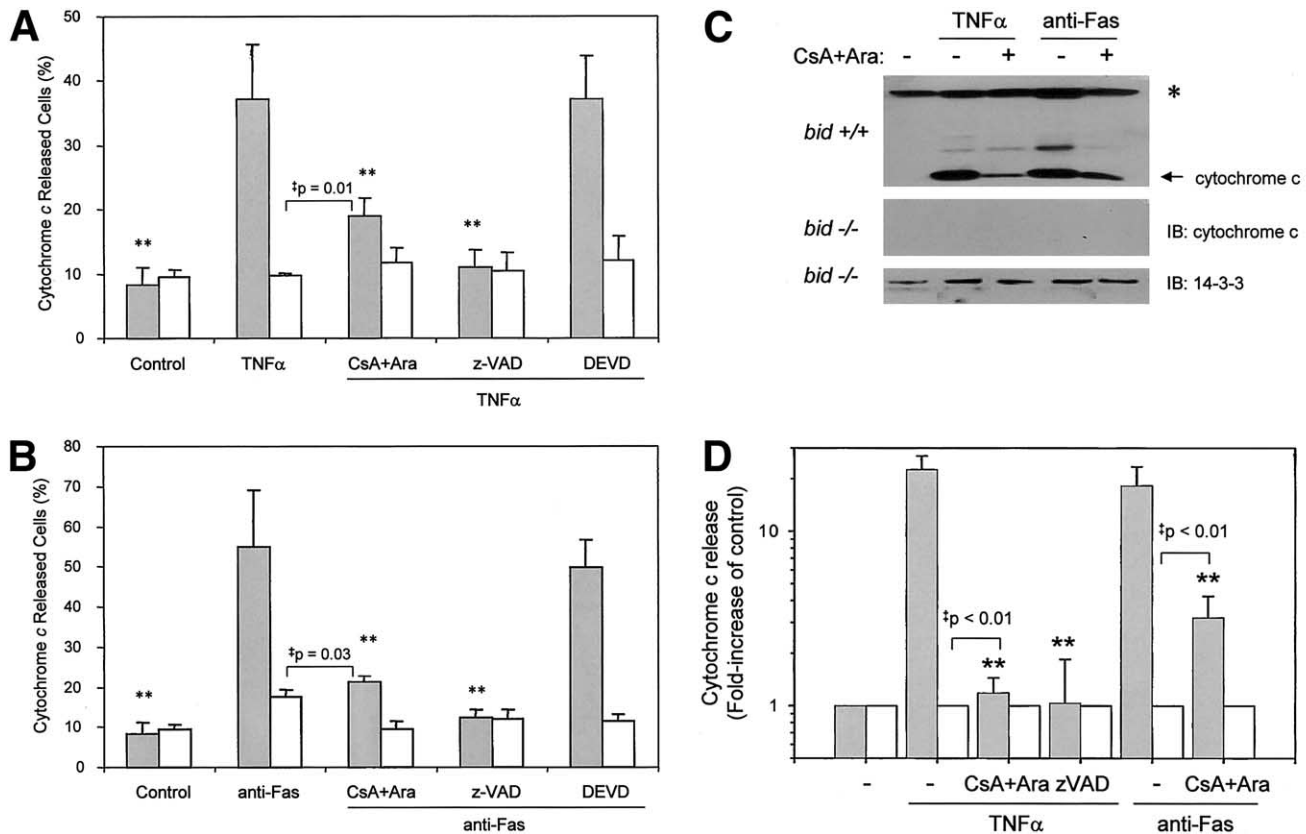 A
Cytochrome c Released Cells (%)
50
40
30
20
10
0
**
‡p = 0.01
**
**
Control TNFα CsA+Ara z-VAD DEVD
TNFα
B
Cytochrome c Released Cells (%)
80
70
60
50
40
30
20
10
0
**
‡p = 0.03
**
**
Control anti-Fas CsA+Ara z-VAD DEVD
anti-Fas
C
TNFα anti-Fas
CsA+Ara: - - + - +
*
bid +/+
cytochrome c
bid -/-
IB: cytochrome c
bid -/-
IB: 14-3-3
D
Cytochrome c release
(Fold-increase of control)
10
1
‡p < 0.01
**
**
‡p < 0.01
**
- - CsA+Ara zVAD - CsA+Ara
TNFα anti-Fas